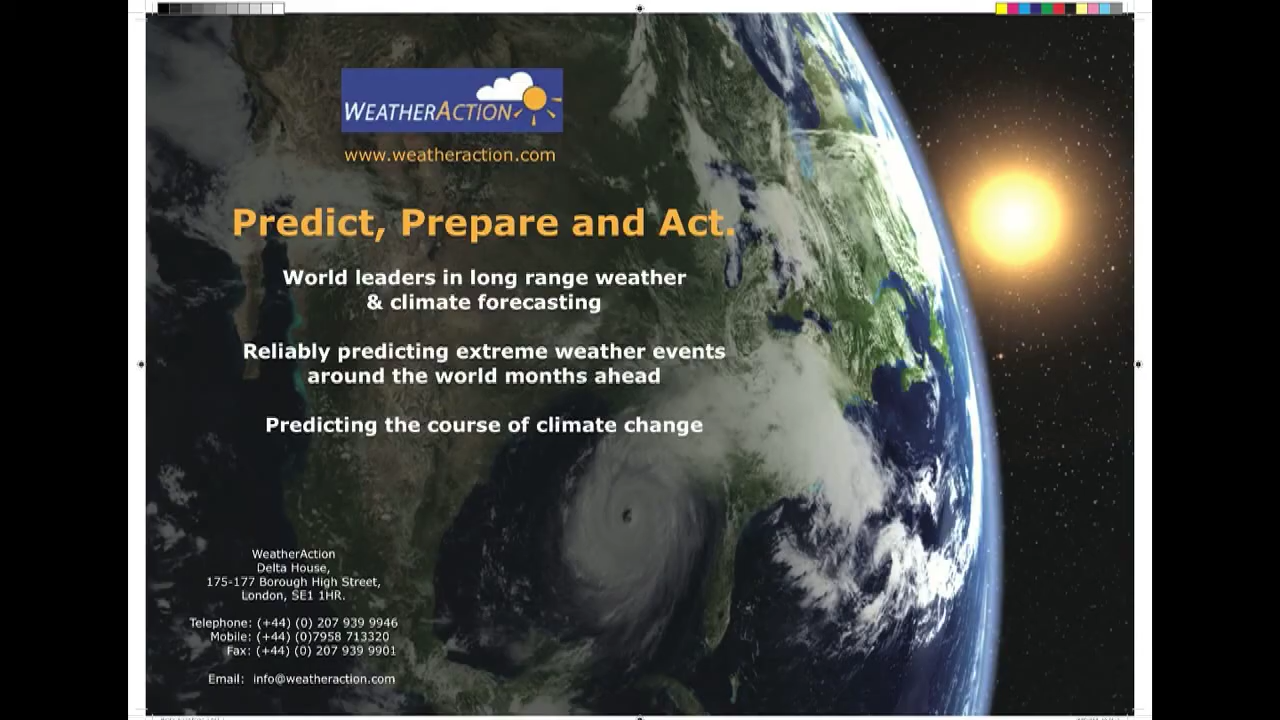 WEATHERACTION
www.weatheraction.com
Predict, Prepare and Act.
World leaders in long range weather
& climate forecasting
Reliably predicting extreme weather events
around the world months ahead
Predicting the course of climate change
WeatherAction
Delta House,
175-177 Borough High Street,
London, SE1 1HR.
Telephone: (+44) (0) 207 939 9946
Mobile: (+44) (0)7958 713320
Fax: (+44) (0) 207 939 9901
Email: info@weatheraction.com